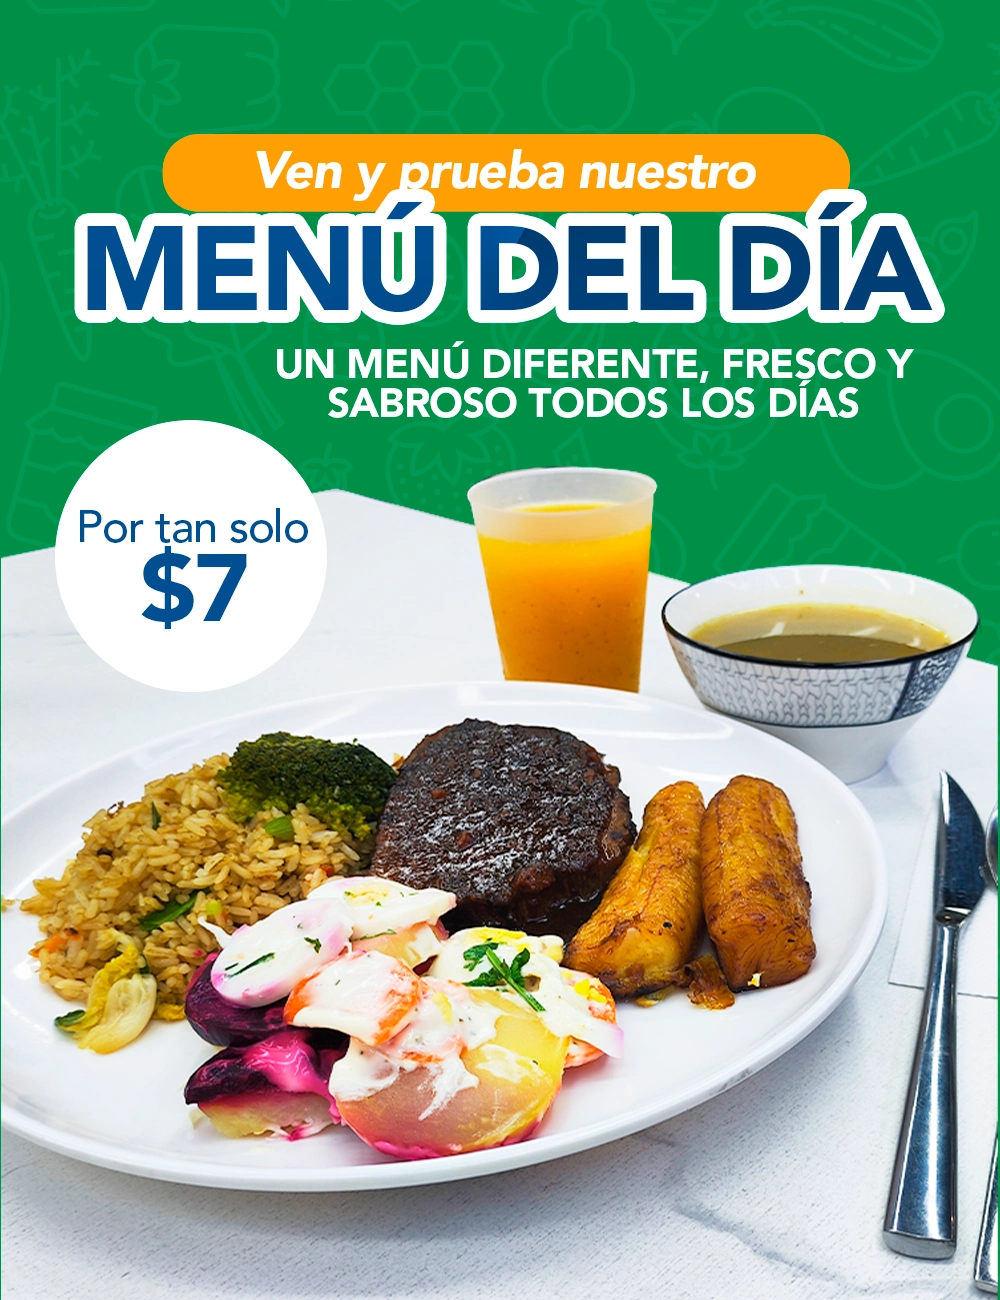 Ven y prueba nuestro
MENÚ DEL DÍA
UN MENÚ DIFERENTE, FRESCO Y
SABROSO TODOS LOS DÍAS
Por tan solo
$7